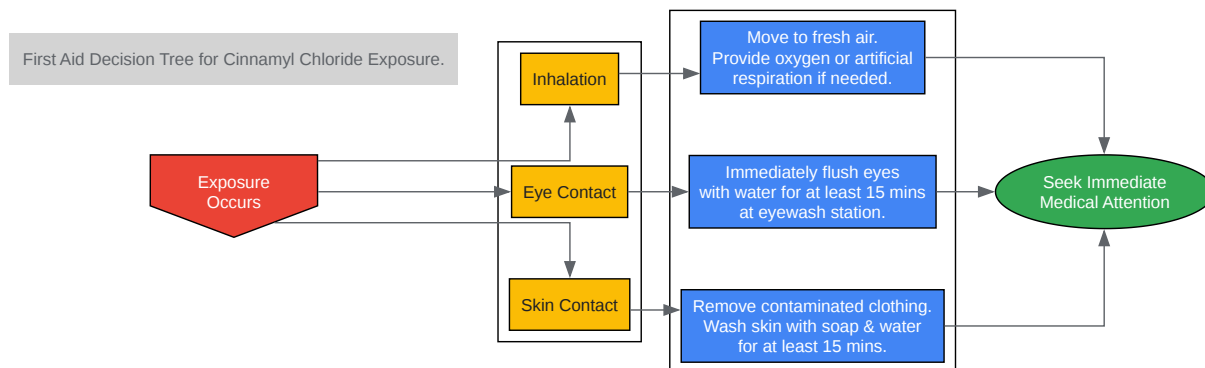 First Aid Decision Tree for Cinnamyl Chloride Exposure.
Exposure
Occurs
Inhalation
Eye Contact
Skin Contact
Move to fresh air.
Provide oxygen or artificial
respiration if needed.
Immediately flush eyes
with water for at least 15 mins
at eyewash station.
Remove contaminated clothing.
Wash skin with soap & water
for at least 15 mins.
Seek Immediate
Medical Attention